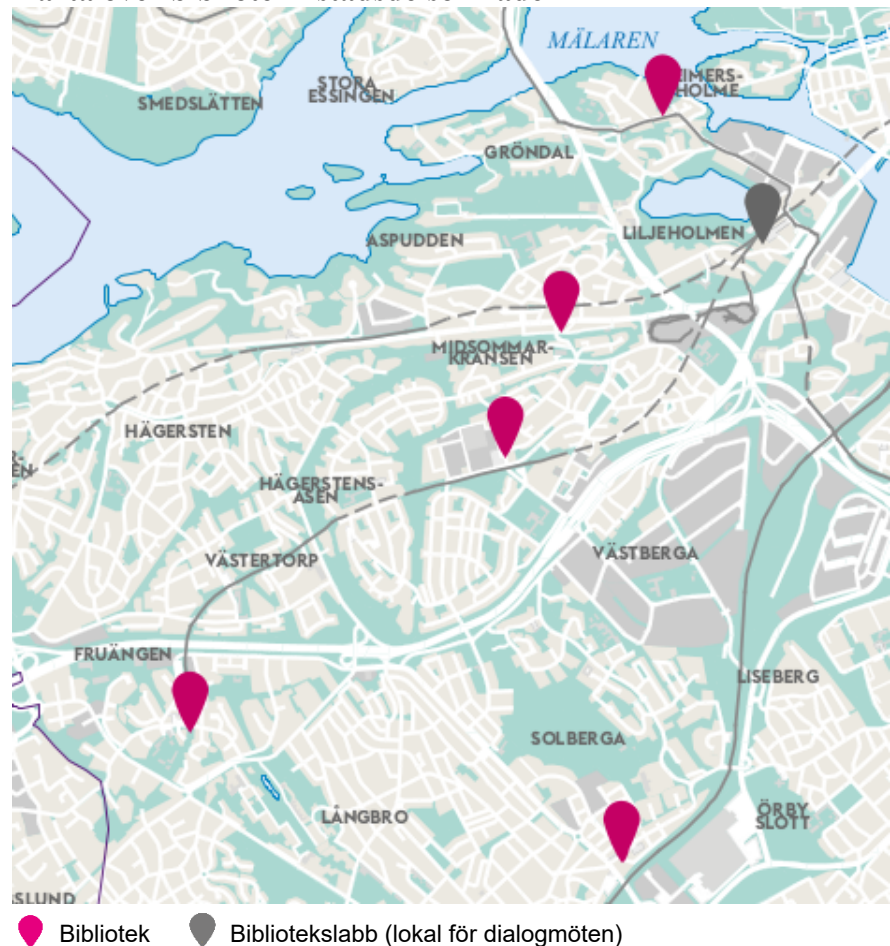 MÄLAREN
STORA
ESSINGEN
SMEDSLÄTTEN
GRÖNDAL
LILJEHOLMEN
ASPUDDEN
MIDSOMMAR-
KRANSEN
HÄGERSTEN
HÄGERSTENS-
ÅSEN
VÄSTERTORP
VÄSTBERGA
FRUÄNGEN
LISEBERG
SOLBERGA
LÅNGBRO
ÖRBY
SLOTT
Bibliotek
Bibliotekslabb (lokal för dialogmöten)